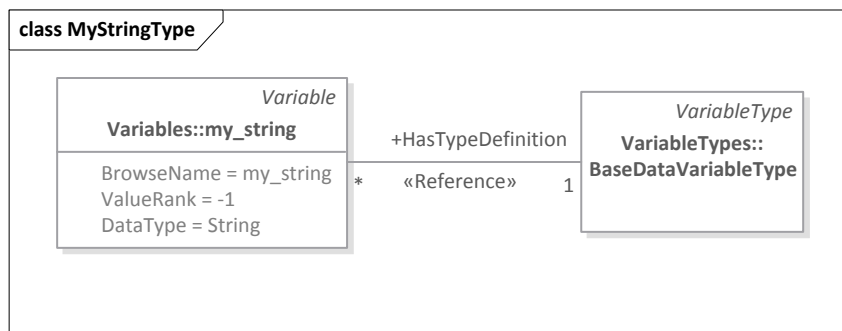 class MyStringType
Variable
Variables::my_string
BrowseName = my_string
ValueRank = -1
DataType = String
+HasTypeDefinition
* «Reference» 1
VariableType
VariableTypes::
BaseDataVariableType